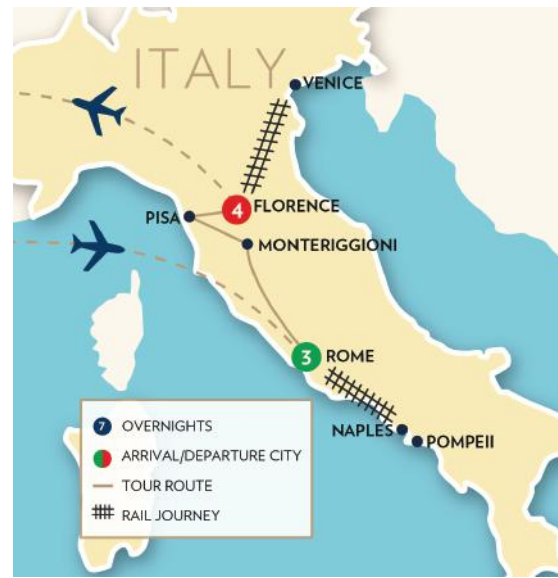 ITALY
VENICE
4 FLORENCE
PISA
MONTERIGGIONI
3 ROME
NAPLES
POMPEII
7 OVERNIGHTS
ARRIVAL/DEPARTURE CITY
TOUR ROUTE
RAIL JOURNEY